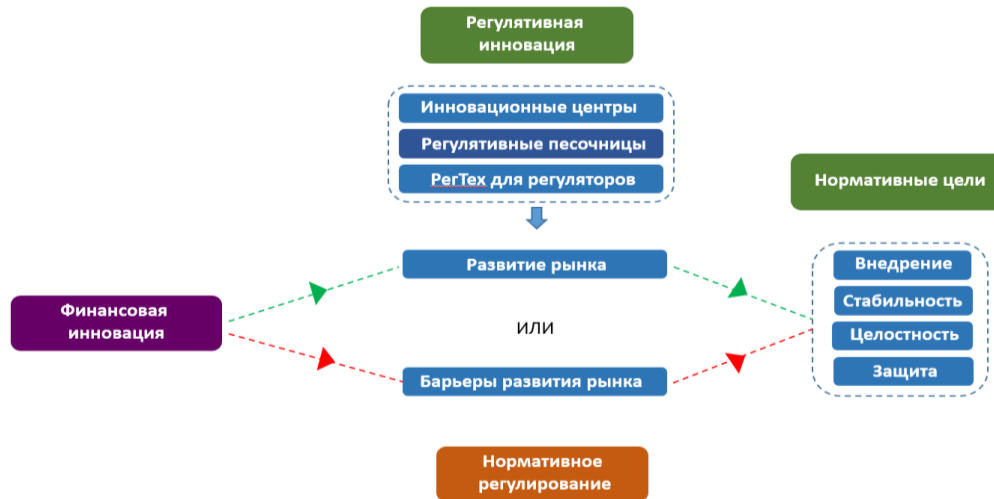 Регулятивная
инновация
Инновационные центры
Регулятивные песочницы
РегТех для регуляторов
Нормативные цели
Развитие рынка
Внедрение
Стабильность
Целостность
Защита
Финансовая
инновация
или
Барьеры развития рынка
Нормативное
регулирование